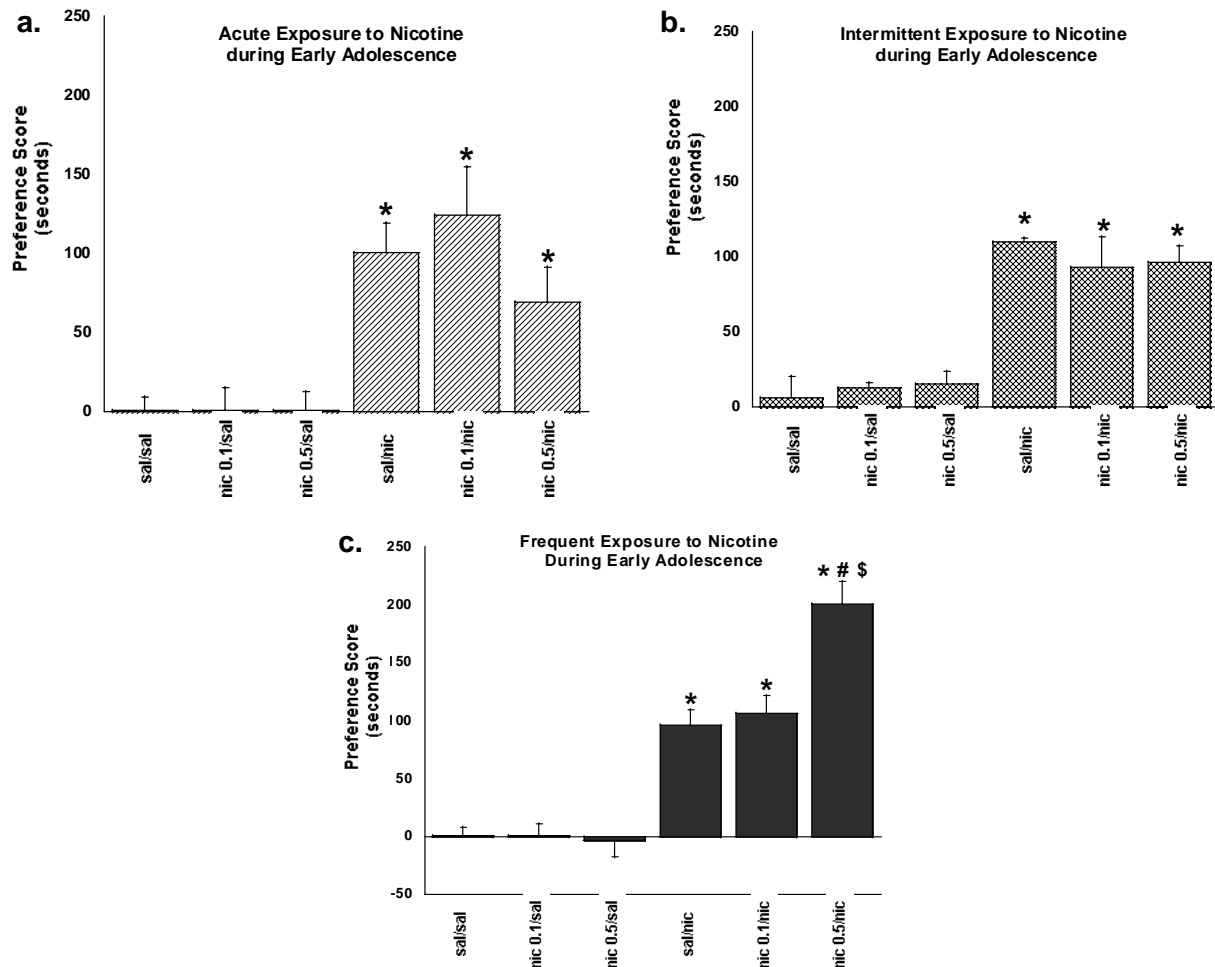 a.
Acute Exposure to Nicotine
during Early Adolescence
Preference Score
(seconds)
250
200
150
100
50
0
*
*
*
sal/sal
nic 0.1/sal
nic 0.5/sal
sal/nic
nic 0.1/nic
nic 0.5/nic
b.
Intermittent Exposure to Nicotine
during Early Adolescence
Preference Score
(seconds)
250
200
150
100
50
0
*
*
*
sal/sal
nic 0.1/sal
nic 0.5/sal
sal/nic
nic 0.1/nic
nic 0.5/nic
c.
Frequent Exposure to Nicotine
During Early Adolescence
Preference Score
(seconds)
250
200
150
100
50
0
-50
*
*
* # $
sal/sal
nic 0.1/sal
nic 0.5/sal
sal/nic
nic 0.1/nic
nic 0.5/nic